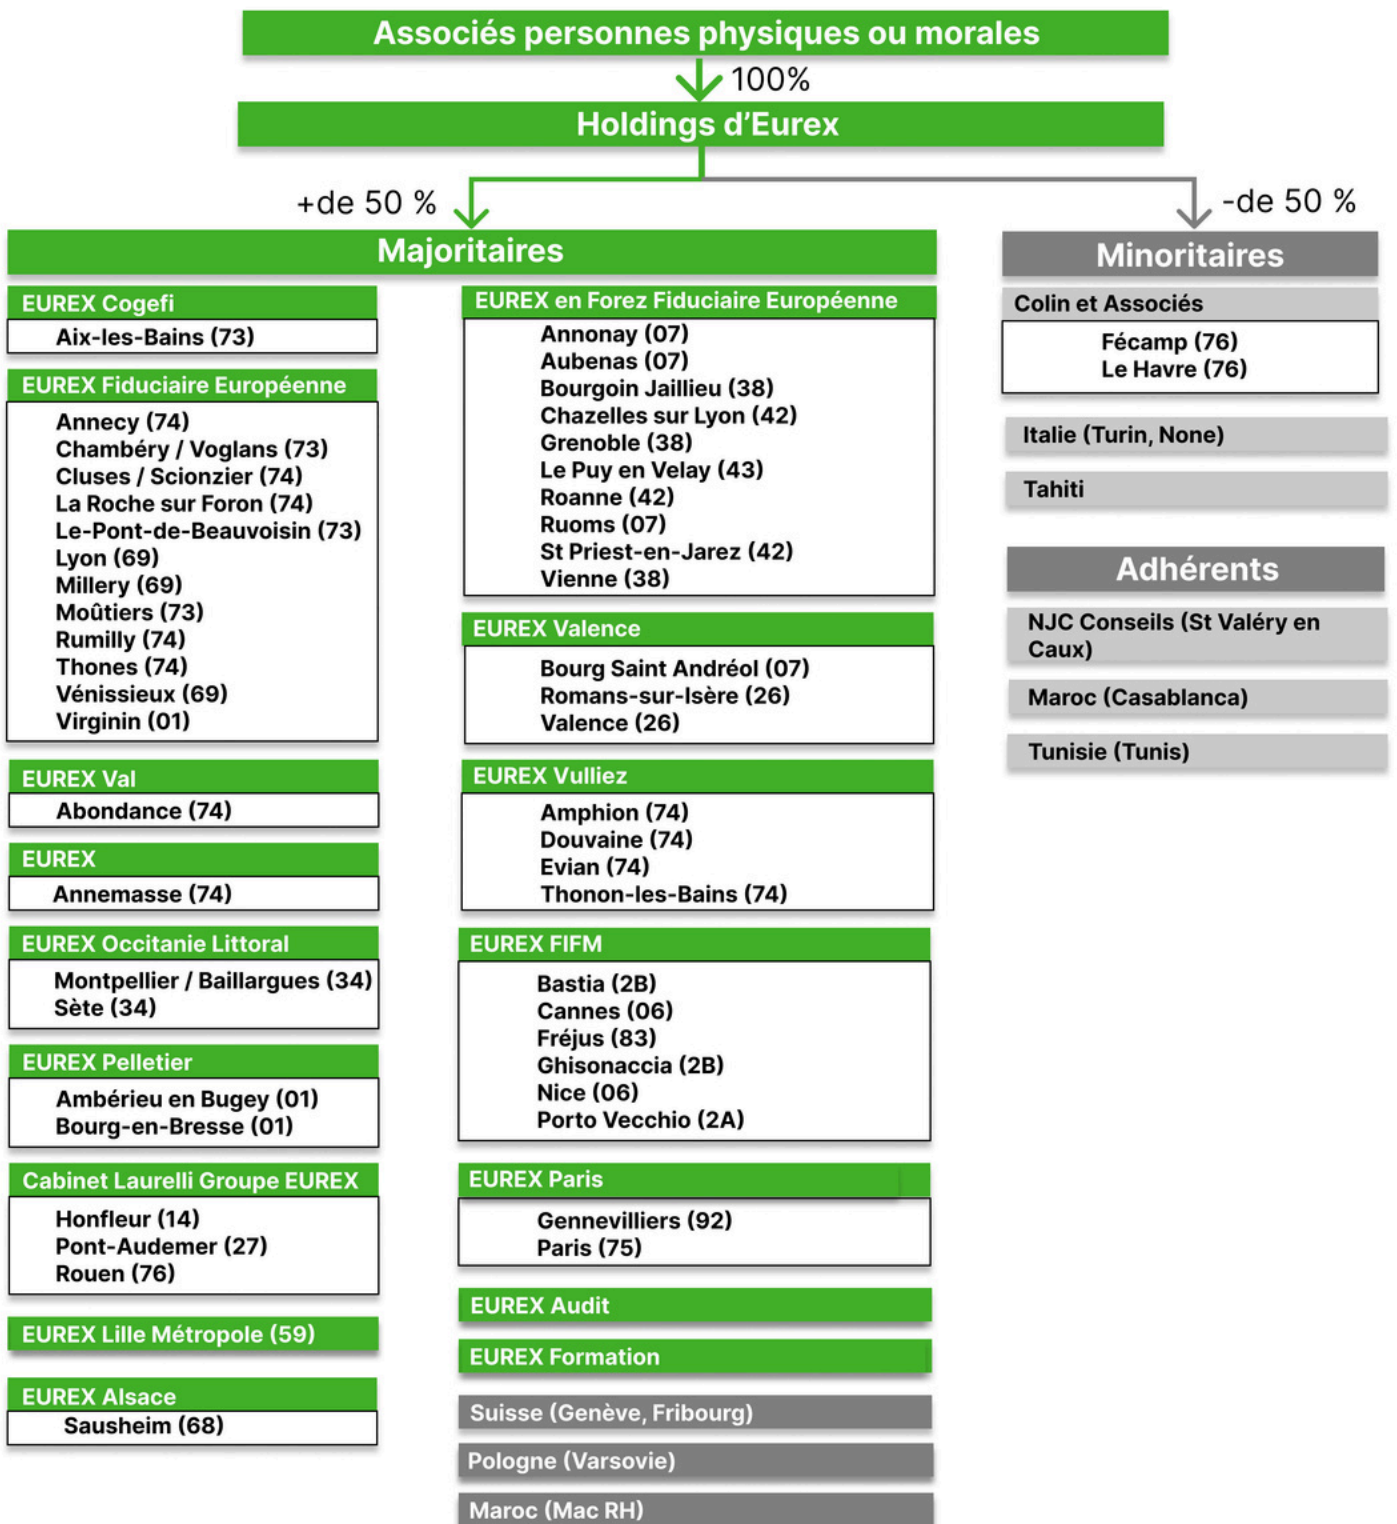 Associés personnes physiques ou morales
100%
Holdings d’Eurex
+de 50 %
-de 50 %
Majoritaires
EUREX Cogefi
Aix-les-Bains (73)
EUREX Fiduciaire Européenne
Annecy (74)
Chambéry / Voglans (73)
Cluses / Scionzier (74)
La Roche sur Foron (74)
Le-Pont-de-Beauvoisin (73)
Lyon (69)
Millery (69)
Moûtiers (73)
Rumilly (74)
Thones (74)
Vénissieux (69)
Virginin (01)
EUREX Val
Abondance (74)
EUREX
Annemasse (74)
EUREX Occitanie Littoral
Montpellier / Baillargues (34)
Sète (34)
EUREX Pelletier
Ambérieu en Bugey (01)
Bourg-en-Bresse (01)
Cabinet Laurelli Groupe EUREX
Honfleur (14)
Pont-Audemer (27)
Rouen (76)
EUREX Lille Métropole (59)
EUREX Alsace
Sausheim (68)
EUREX en Forez Fiduciaire Européenne
Annonay (07)
Aubenas (07)
Bourgoin Jaillieu (38)
Chazelles sur Lyon (42)
Grenoble (38)
Le Puy en Velay (43)
Roanne (42)
Ruoms (07)
St Priest-en-Jarez (42)
Vienne (38)
EUREX Valence
Bourg Saint Andréol (07)
Romans-sur-Isère (26)
Valence (26)
EUREX Vulliez
Amphion (74)
Douvaine (74)
Evian (74)
Thonon-les-Bains (74)
EUREX FIFM
Bastia (2B)
Cannes (06)
Fréjus (83)
Ghisonaccia (2B)
Nice (06)
Porto Vecchio (2A)
EUREX Paris
Gennevilliers (92)
Paris (75)
EUREX Audit
EUREX Formation
Suisse (Genève, Fribourg)
Pologne (Varsovie)
Maroc (Mac RH)
Minoritaires
Colin et Associés
Fécamp (76)
Le Havre (76)
Italie (Turin, None)
Tahiti
Adhérents
NJC Conseils (St Valéry en
Caux)
Maroc (Casablanca)
Tunisie (Tunis)